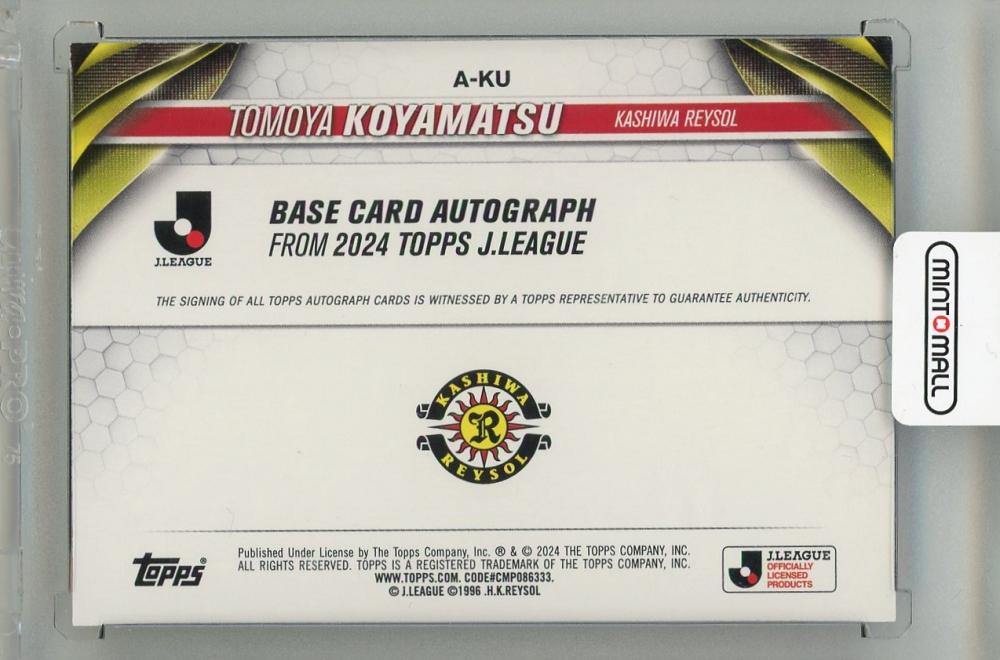 A-KU
TOMOYA KOYAMATSU KASHIWA REYSOL
J.LEAGUE
BASE CARD AUTOGRAPH
FROM 2024 TOPPS J.LEAGUE
THE SIGNING OF ALL TOPPS AUTOGRAPH CARDS IS WITNESSED BY A TOPPS REPRESENTATIVE TO GUARANTEE AUTHENTICITY.
MINTMALL
KASHIWA
R
REYSOL
topps®
Published Under License by The Topps Company, Inc. ® & © 2024 THE TOPPS COMPANY, INC.
ALL RIGHTS RESERVED. TOPPS IS A REGISTERED TRADEMARK OF THE TOPPS COMPANY, INC.
WWW.TOPPS.COM. CODE#CMP086333.
© J.LEAGUE ©1996 .H.K.REYSOL
J.LEAGUE
OFFICIALLY
LICENSED
PRODUCTS